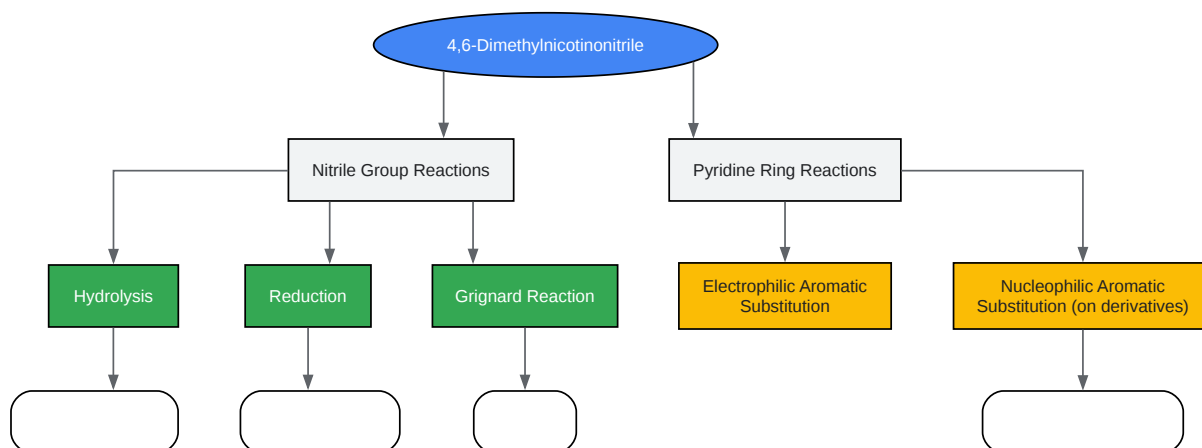 4,6-Dimethylnicotinonitrile
Nitrile Group Reactions
Pyridine Ring Reactions
Hydrolysis
Reduction
Grignard Reaction
Electrophilic Aromatic
Substitution
Nucleophilic Aromatic
Substitution (on derivatives)